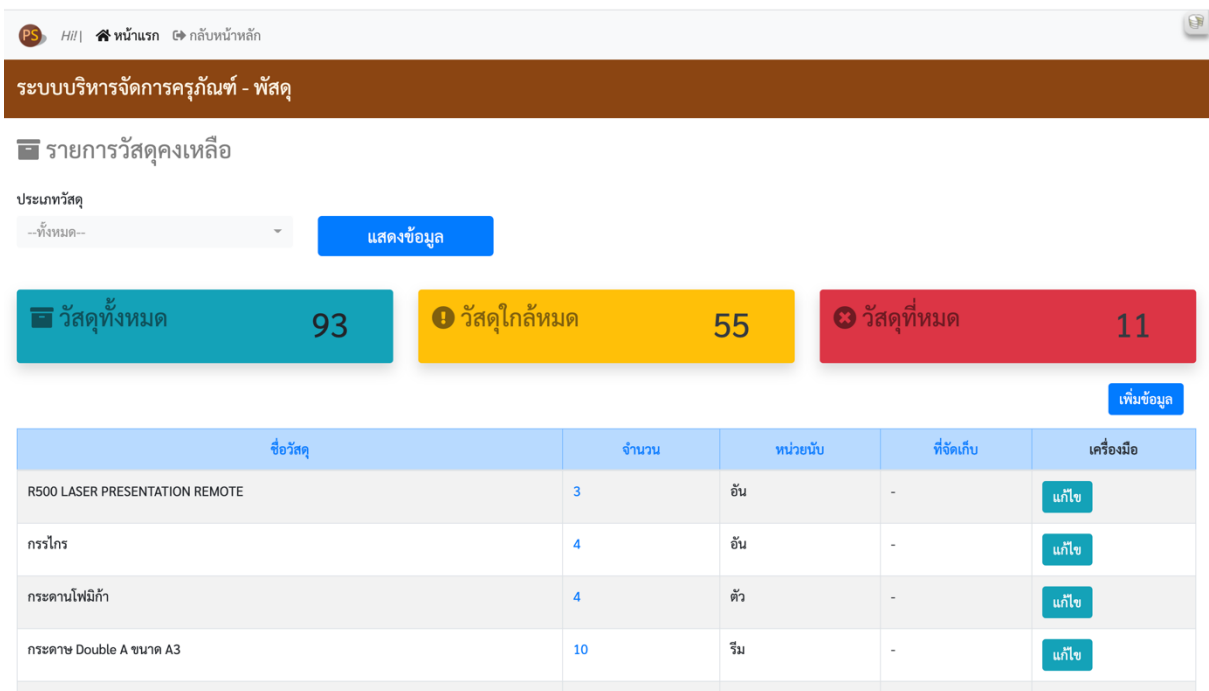 PS Hi! | หน้าแรก กลับหน้าหลัก
ระบบบริหารจัดการครุภัณฑ์ - พัสดุ
รายการวัสดุคงเหลือ
ประเภทวัสดุ
--ทั้งหมด-- แสดงข้อมูล
วัสดุทั้งหมด 93 วัสดุใกล้หมด 55 วัสดุที่หมด 11
เพิ่มข้อมูล
ชื่อวัสดุ จำนวน หน่วยนับ ที่จัดเก็บ เครื่องมือ
R500 LASER PRESENTATION REMOTE 3 อัน - แก้ไข
กรรไกร 4 อัน - แก้ไข
กระดานโฟมิก้า 4 ตัว - แก้ไข
กระดาษ Double A ขนาด A3 10 รีม - แก้ไข